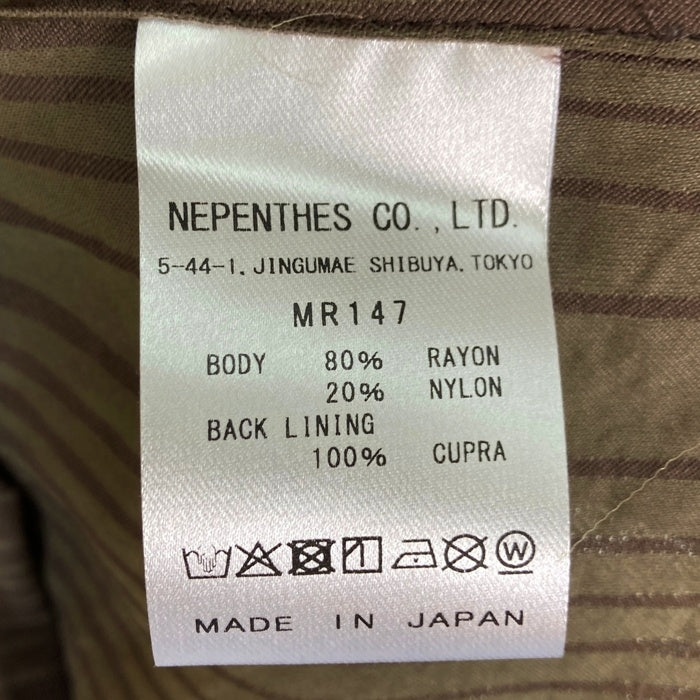 NEPENTHES CO., LTD.
5-44-1. JINGUMAE SHIBUYA. TOKYO
MR147
BODY 80% RAYON
20% NYLON
BACK LINING
100% CUPRA
W
MADE IN JAPAN